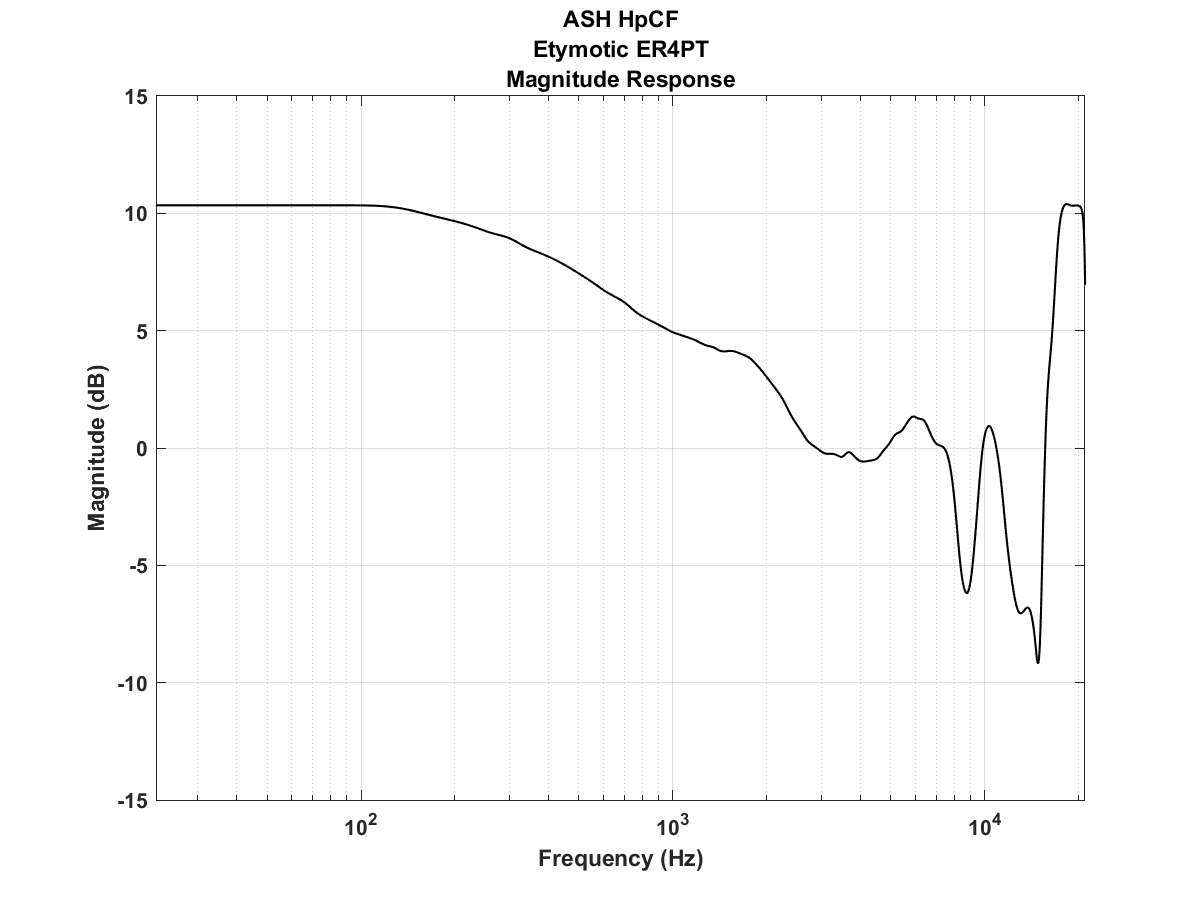 ASH HpCF
Etymotic ER4PT
Magnitude Response
15
10
5
0
-5
-10
-15
Magnitude (dB)
10²
10³
10⁴
Frequency (Hz)